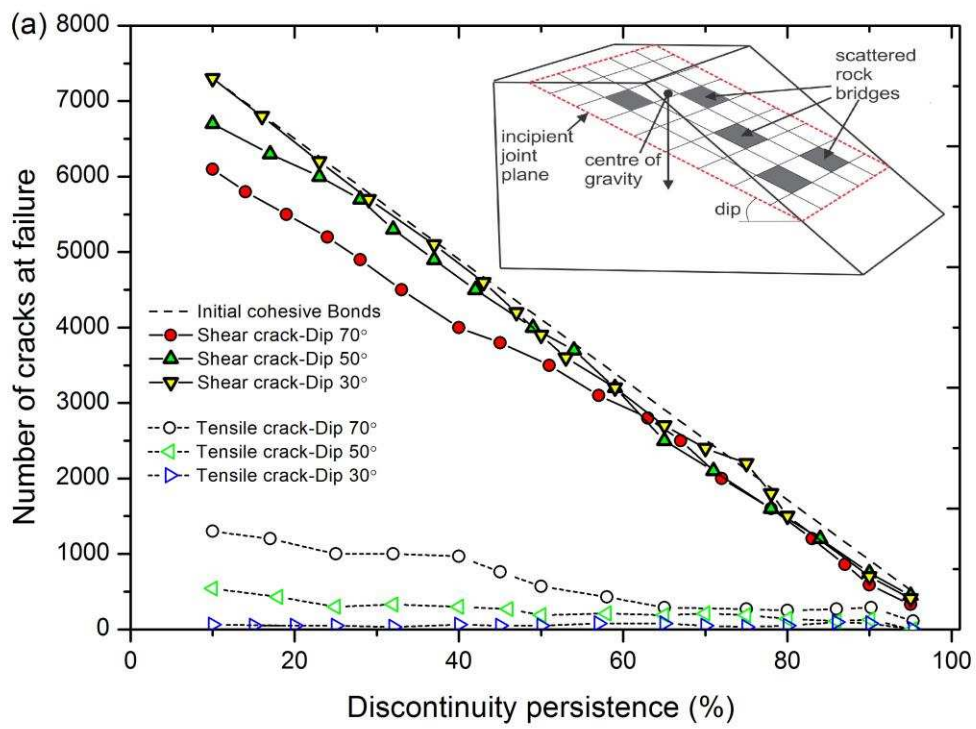 (a)
8000
7000
6000
5000
4000
3000
2000
1000
0
Number of cracks at failure
scattered
rock
bridges
incipient
joint
plane
centre of
gravity
dip
Initial cohesive Bonds
Shear crack-Dip 70°
Shear crack-Dip 50°
Shear crack-Dip 30°
Tensile crack-Dip 70°
Tensile crack-Dip 50°
Tensile crack-Dip 30°
0 20 40 60 80 100
Discontinuity persistence (%)